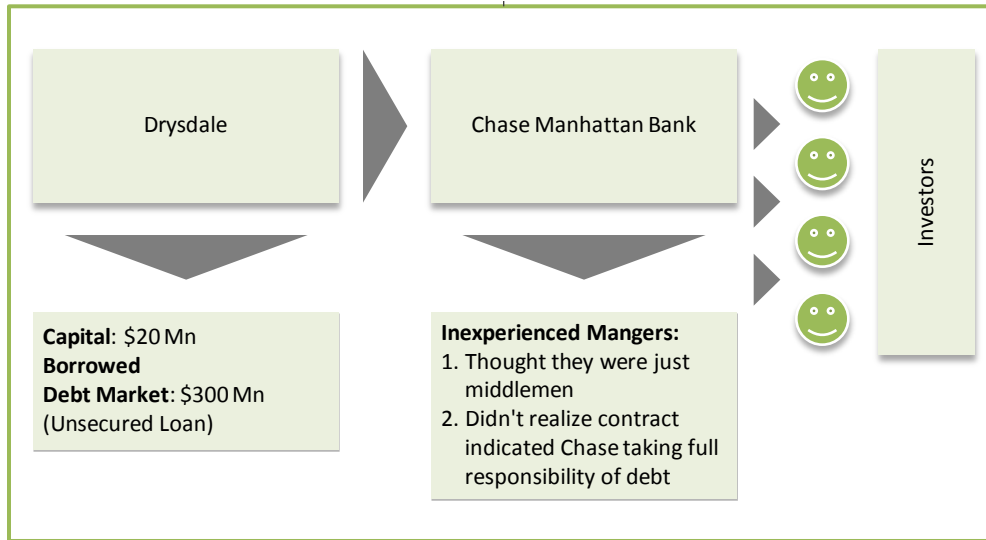 Drysdale
Chase Manhattan Bank
Investors
Capital: $20 Mn
Borrowed
Debt Market: $300 Mn
(Unsecured Loan)
Inexperienced Mangers:
1. Thought they were just
middlemen
2. Didn't realize contract
indicated Chase taking full
responsibility of debt